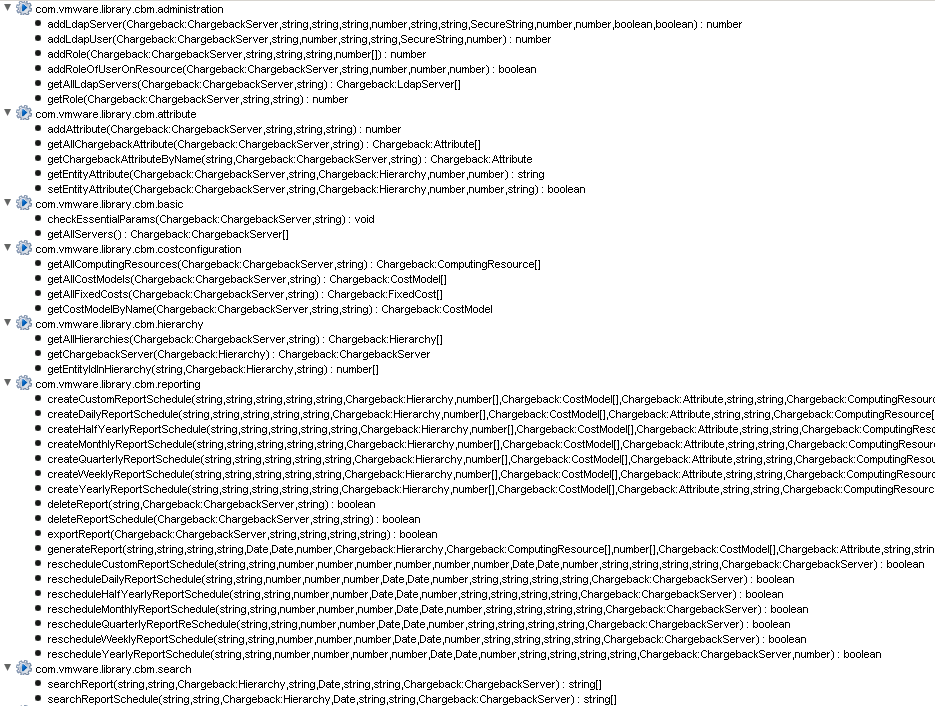 com.vmware.library.cbm.administration
addLdapServer(Chargeback:ChargebackServer,string,string,string,number,string,string,SecureString,number,number,boolean,boolean) : number
addLdapUser(Chargeback:ChargebackServer,string,number,string,string,SecureString,number) : number
addRole(Chargeback:ChargebackServer,string,string,string,number[]) : number
addRoleOfUserOnResource(Chargeback:ChargebackServer,string,number,number,number) : boolean
getAllLdapServers(Chargeback:ChargebackServer,string) : Chargeback:LdapServer[]
getRole(Chargeback:ChargebackServer,string,string) : number
com.vmware.library.cbm.attribute
addAttribute(Chargeback:ChargebackServer,string,string,string) : number
getAllChargebackAttribute(Chargeback:ChargebackServer,string) : Chargeback:Attribute[]
getChargebackAttributeByName(string,Chargeback:ChargebackServer,string) : Chargeback:Attribute
getEntityAttribute(Chargeback:ChargebackServer,string,Chargeback:Hierarchy,number,number) : string
setEntityAttribute(Chargeback:ChargebackServer,string,Chargeback:Hierarchy,number,number,string) : boolean
com.vmware.library.cbm.basic
checkEssentialParams(Chargeback:ChargebackServer,string) : void
getAllServers() : Chargeback:ChargebackServer[]
com.vmware.library.cbm.costconfiguration
getAllComputingResources(Chargeback:ChargebackServer,string) : Chargeback:ComputingResource[]
getAllCostModels(Chargeback:ChargebackServer,string) : Chargeback:CostModel[]
getAllFixedCosts(Chargeback:ChargebackServer,string) : Chargeback:FixedCost[]
getCostModelByName(Chargeback:ChargebackServer,string,string) : Chargeback:CostModel
com.vmware.library.cbm.hierarchy
getAllHierarchies(Chargeback:ChargebackServer,string) : Chargeback:Hierarchy[]
getChargebackServer(Chargeback:Hierarchy) : Chargeback:ChargebackServer
getEntityIdInHierarchy(string,Chargeback:Hierarchy,string) : number[]
com.vmware.library.cbm.reporting
createCustomReportSchedule(string,string,string,string,string,Chargeback:Hierarchy,number[],Chargeback:CostModel[],Chargeback:Attribute,string,string,Chargeback:ComputingResourc
createDailyReportSchedule(string,string,string,string,string,Chargeback:Hierarchy,number[],Chargeback:CostModel[],Chargeback:Attribute,string,string,Chargeback:ComputingResource[
createHalfYearlyReportSchedule(string,string,string,string,string,Chargeback:Hierarchy,number[],Chargeback:CostModel[],Chargeback:Attribute,string,string,Chargeback:ComputingReso
createMonthlyReportSchedule(string,string,string,string,string,Chargeback:Hierarchy,number[],Chargeback:CostModel[],Chargeback:Attribute,string,string,Chargeback:ComputingResourc
createQuarterlyReportSchedule(string,string,string,string,string,Chargeback:Hierarchy,number[],Chargeback:CostModel[],Chargeback:Attribute,string,string,Chargeback:ComputingResou
createWeeklyReportSchedule(string,string,string,string,string,Chargeback:Hierarchy,number[],Chargeback:CostModel[],Chargeback:Attribute,string,string,Chargeback:ComputingResourc
createYearlyReportSchedule(string,string,string,string,string,Chargeback:Hierarchy,number[],Chargeback:CostModel[],Chargeback:Attribute,string,string,Chargeback:ComputingResource
deleteReport(string,Chargeback:ChargebackServer,string) : boolean
deleteReportSchedule(Chargeback:ChargebackServer,string,string) : boolean
exportReport(Chargeback:ChargebackServer,string,string,string,string) : boolean
generateReport(string,string,string,string,Date,Date,number,Chargeback:Hierarchy,Chargeback:ComputingResource[],number[],Chargeback:CostModel[],Chargeback:Attribute,string,strin
rescheduleCustomReportSchedule(string,string,number,number,number,number,number,Date,Date,number,string,string,string,string,Chargeback:ChargebackServer) : boolean
rescheduleDailyReportSchedule(string,string,number,number,number,Date,Date,number,string,string,string,string,Chargeback:ChargebackServer) : boolean
rescheduleHalfYearlyReportSchedule(string,string,number,number,Date,Date,number,string,string,string,string,Chargeback:ChargebackServer) : boolean
rescheduleMonthlyReportSchedule(string,string,number,number,number,Date,Date,number,string,string,string,string,Chargeback:ChargebackServer) : boolean
rescheduleQuarterlyReportReSchedule(string,string,number,number,Date,Date,number,string,string,string,string,Chargeback:ChargebackServer) : boolean
rescheduleWeeklyReportSchedule(string,string,number,number,number,Date,Date,number,string,string,string,string,Chargeback:ChargebackServer) : boolean
rescheduleYearlyReportSchedule(string,string,number,number,number,number,Date,Date,number,string,string,string,string,Chargeback:ChargebackServer,number) : boolean
com.vmware.library.cbm.search
searchReport(string,string,Chargeback:Hierarchy,string,Date,string,string,Chargeback:ChargebackServer) : string[]
searchReportSchedule(string,string,Chargeback:Hierarchy,Date,string,string,Chargeback:ChargebackServer) : string[]